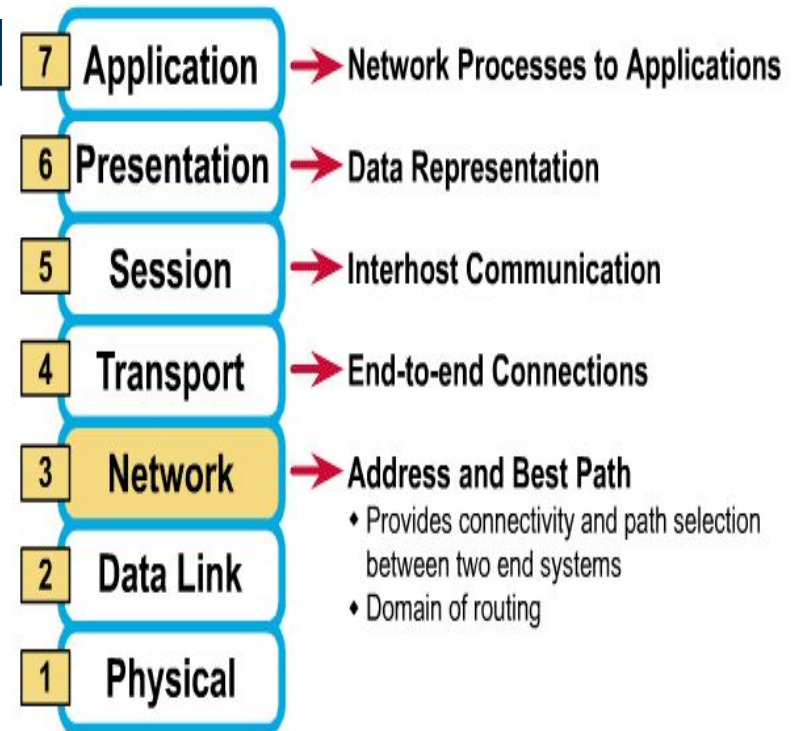 7 Application Network Processes to Applications
6 Presentation Data Representation
5 Session Interhost Communication
4 Transport End-to-end Connections
3 Network Address and Best Path
• Provides connectivity and path selection
between two end systems
2 Data Link
• Domain of routing
1 Physical